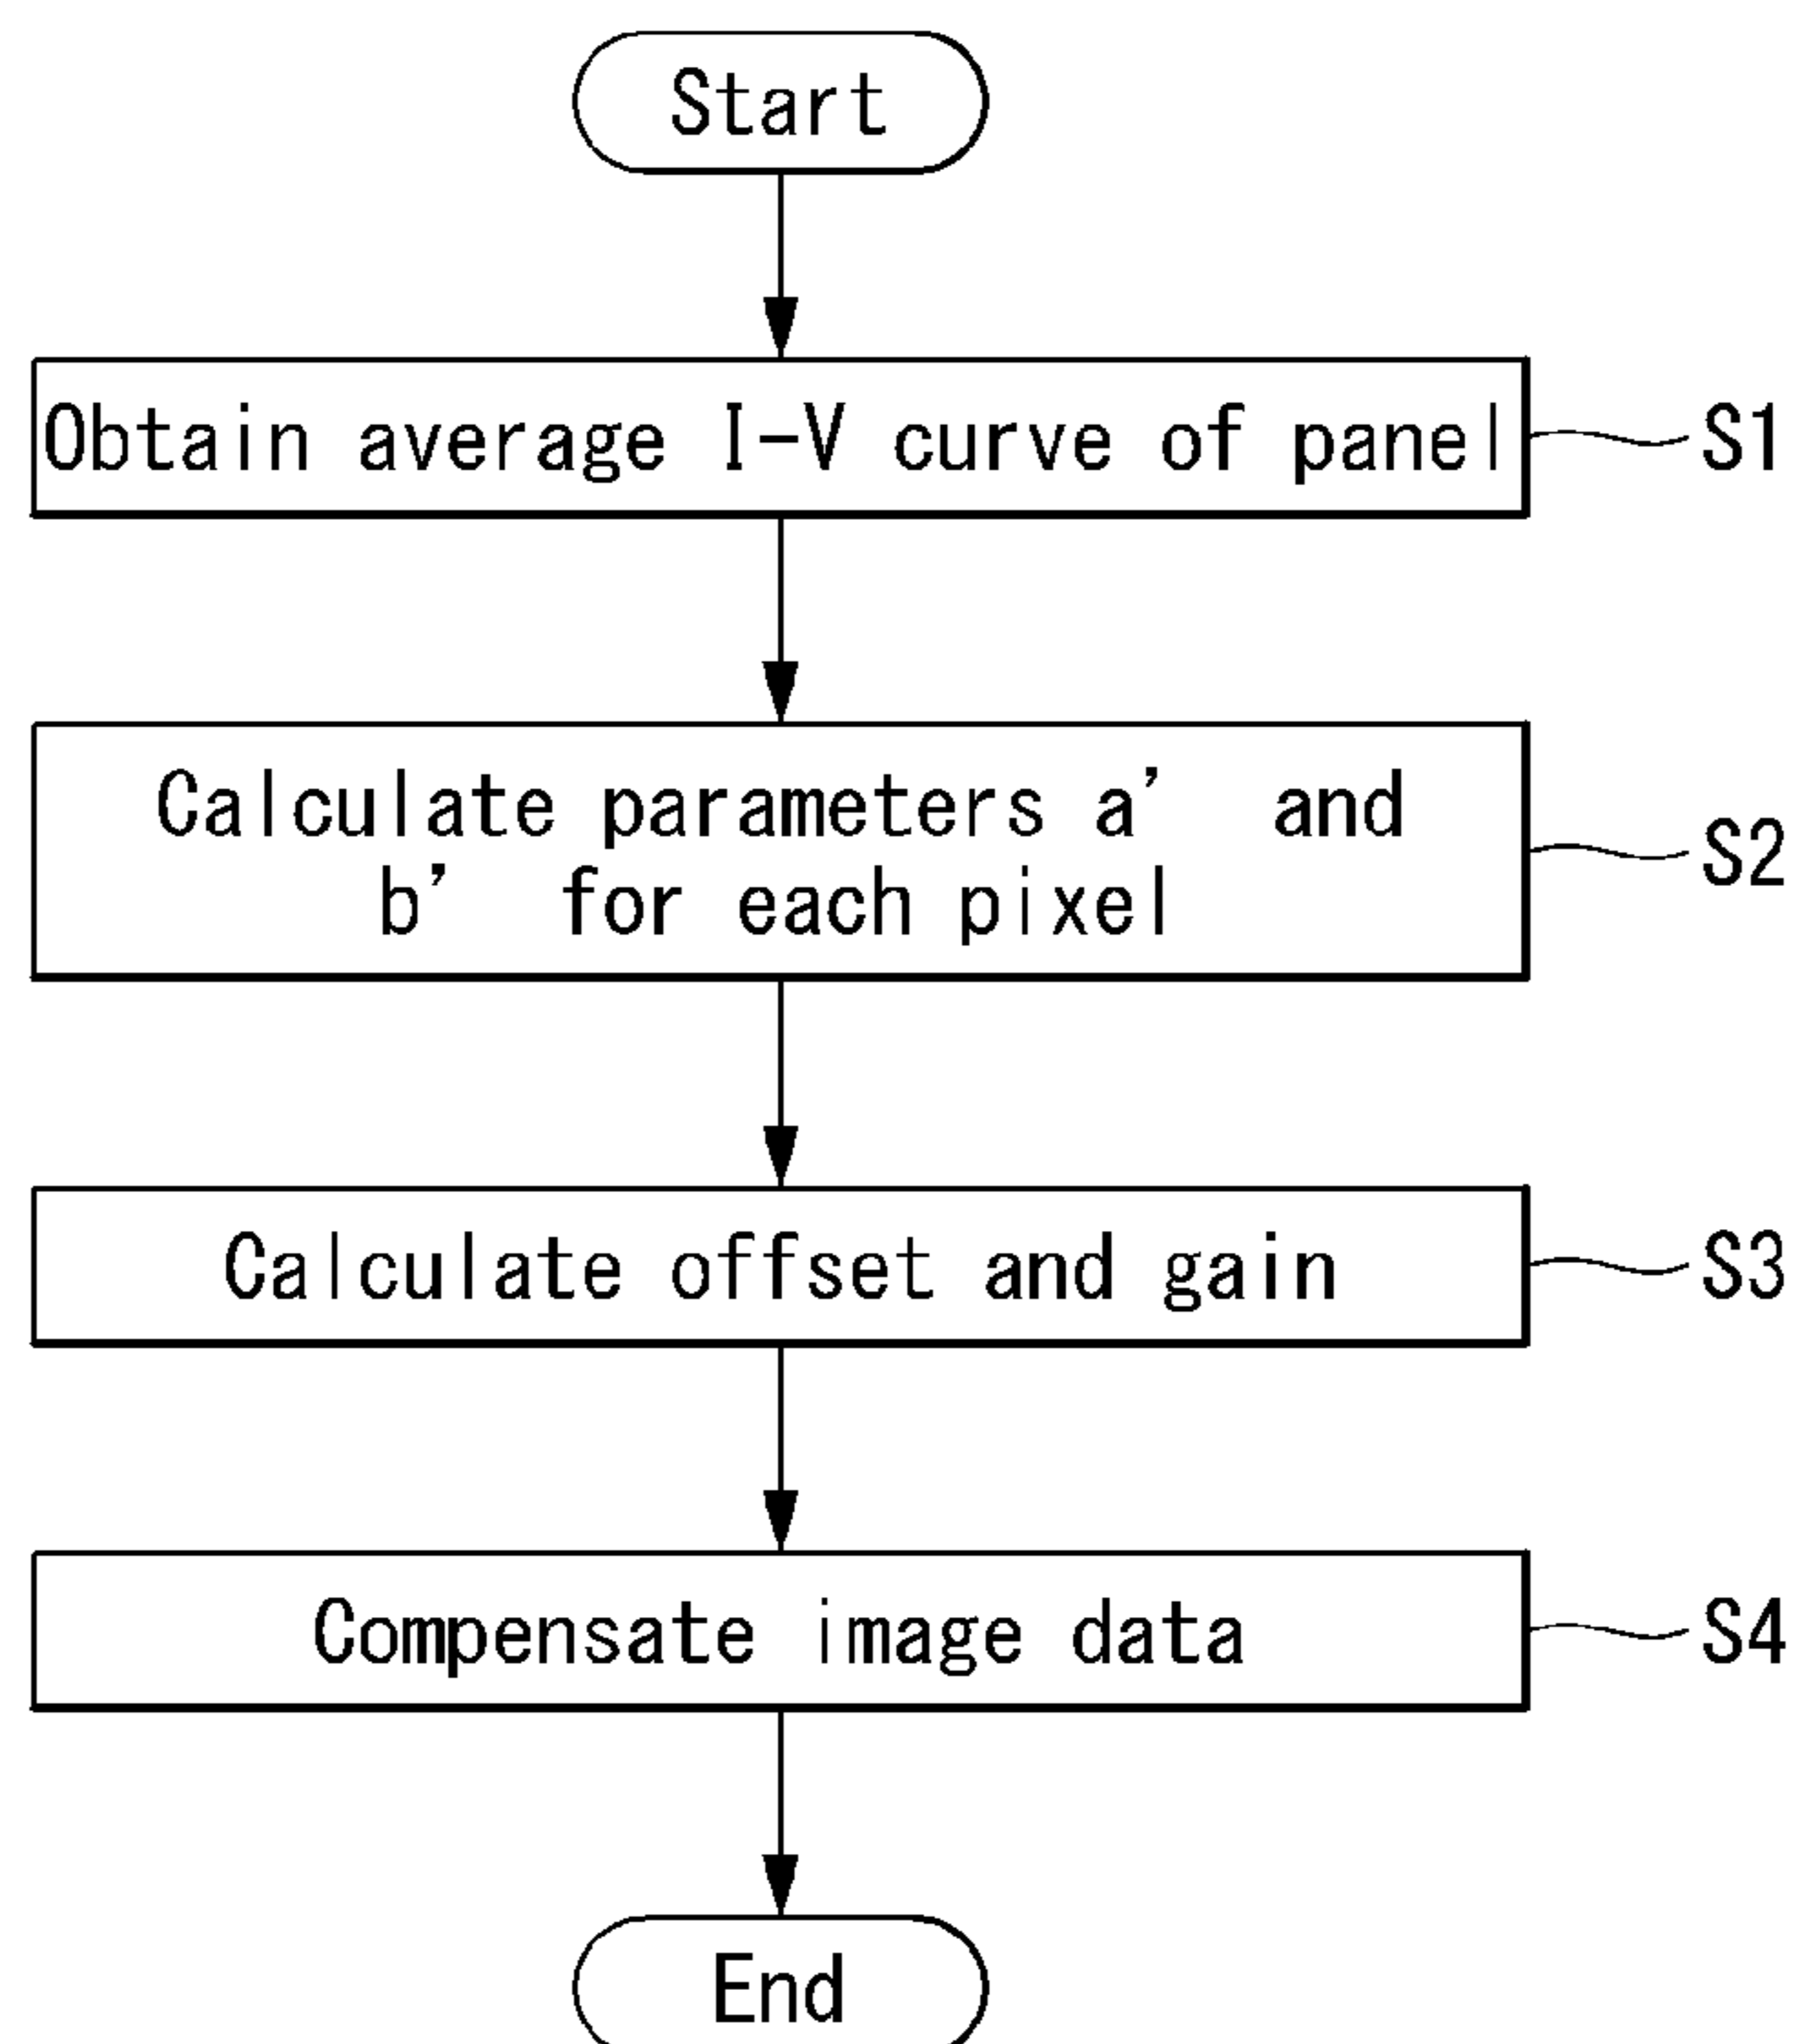 Start
Obtain average I-V curve of panel
S1
Calculate parameters a' and
b' for each pixel
S2
Calculate offset and gain
S3
Compensate image data
S4
End